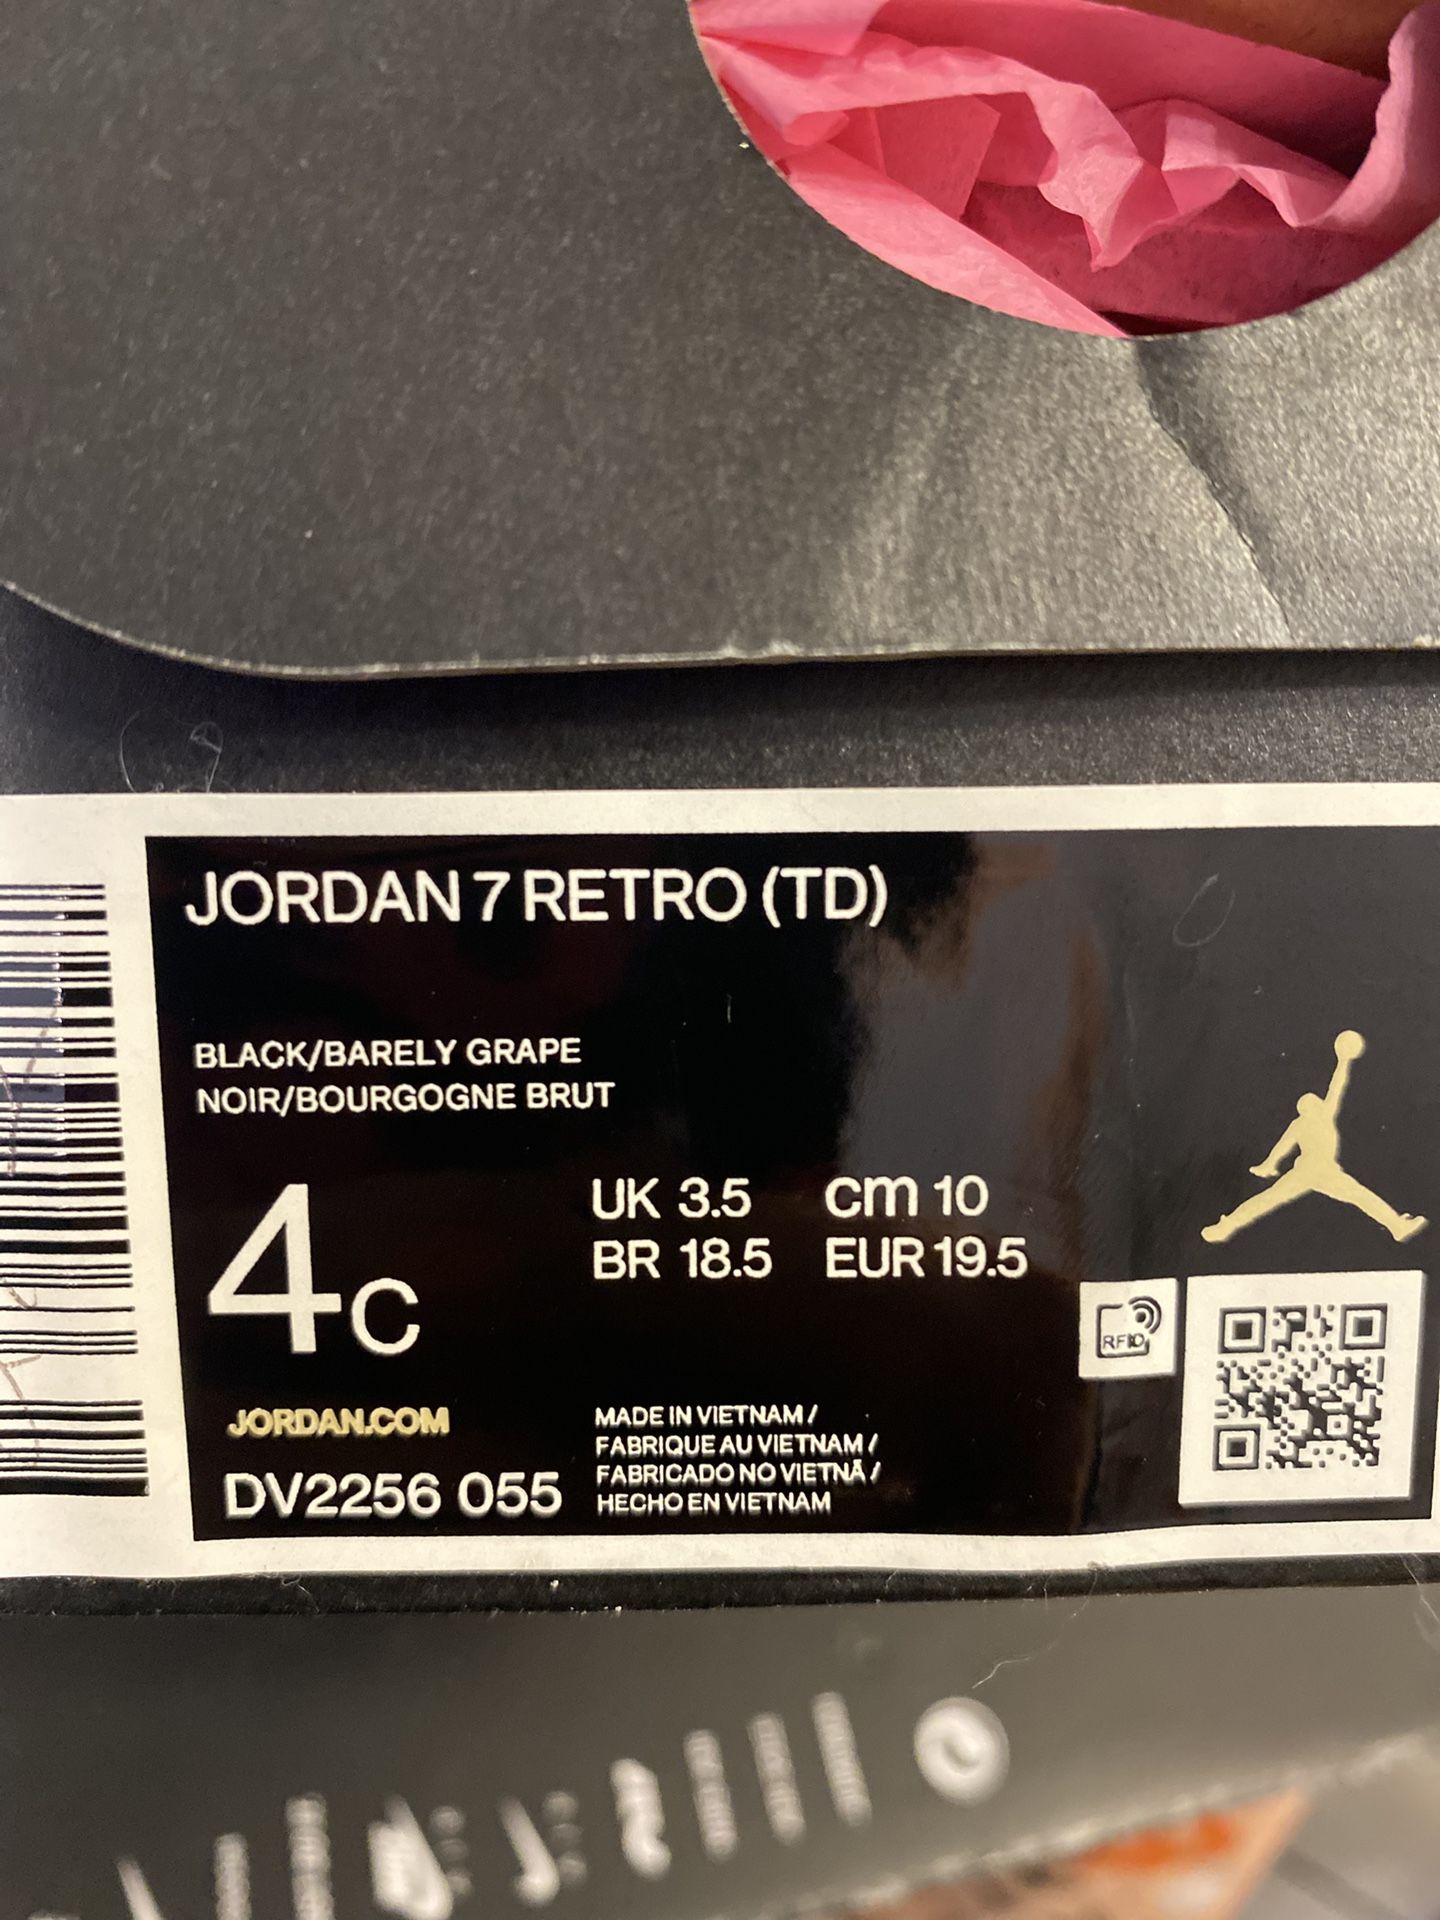 JORDAN 7 RETRO (TD)
BLACK/BARELY GRAPE
NOIR/BOURGOGNE BRUT
4C
UK 3.5 cm 10
BR 18.5 EUR 19.5
RFID
JORDAN.COM
DV2256 055
MADE IN VIETNAM /
FABRIQUE AU VIETNAM /
FABRICADO NO VIETNÃ /
HECHO EN VIETNAM